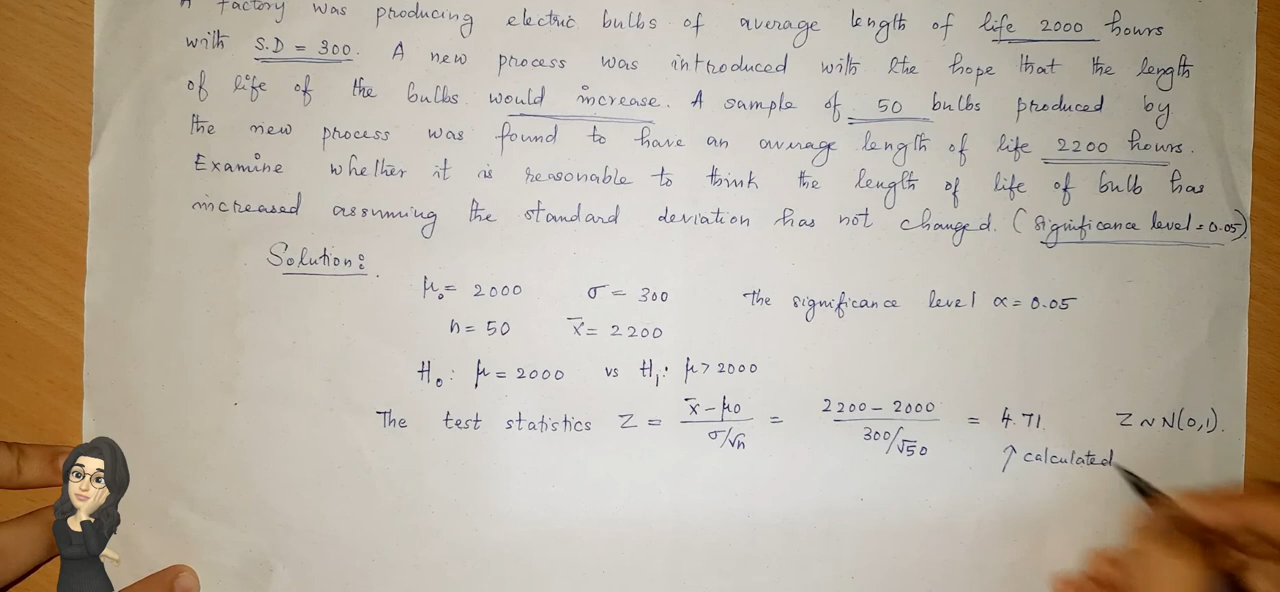 A factory was producing electric bulbs of average length of life 2000 hours
with S.D = 300. A new process was introduced with the hope that the length
of life of the bulbs would increase. A sample of 50 bulbs produced by
the new process was found to have an average length of life 2200 hours.
Examine whether it is reasonable to think the length of life of bulb has
increased assuming the standard deviation has not changed. (Significance level = 0.05)
Solution:
μ₀ = 2000 σ = 300 The significance level α = 0.05
n = 50 x̄ = 2200
H₀: μ = 2000 vs H₁: μ > 2000
The test statistics Z = (x̄ - μ₀)/(σ/√n) = (2200 - 2000)/(300/√50) = 4.71. Z ~ N(0,1).
↑ calculated